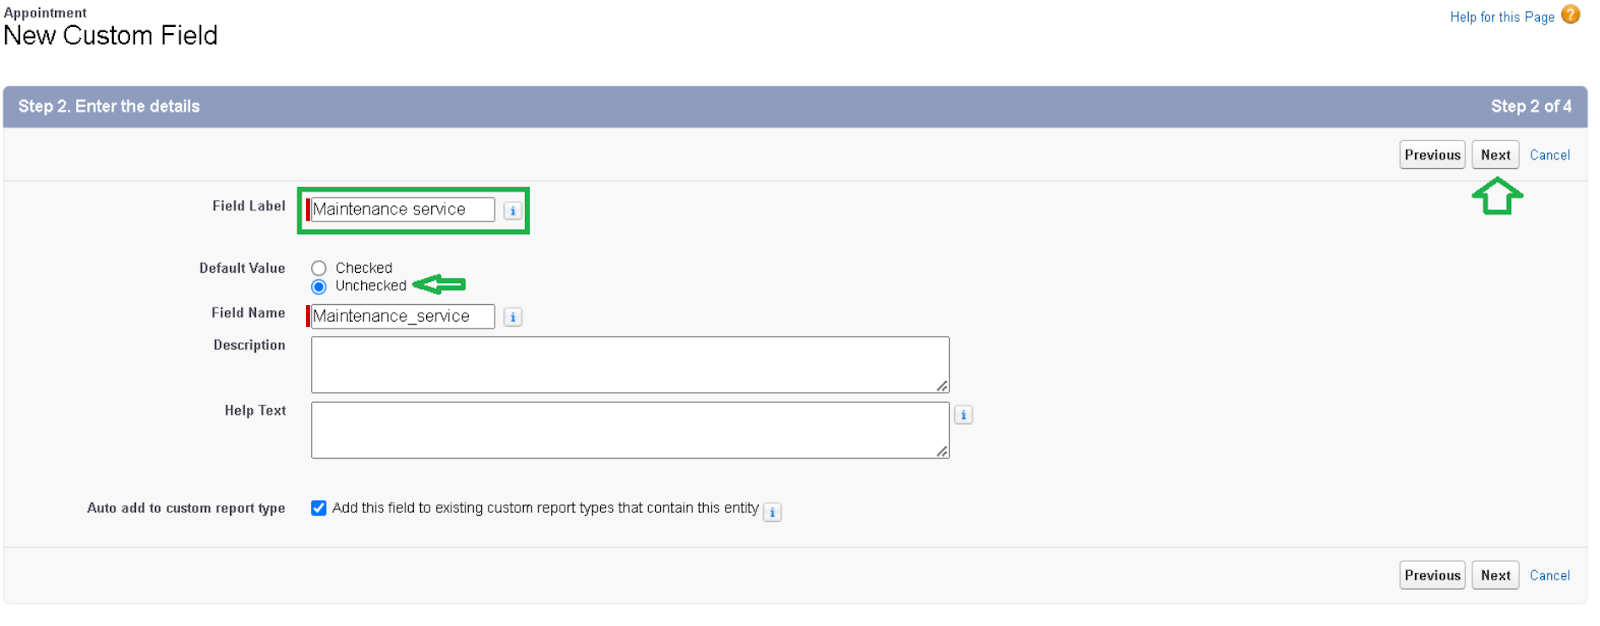 Appointment
New Custom Field
Help for this Page ?
Step 2. Enter the details
Step 2 of 4
Previous Next Cancel
Field Label Maintenance service i
Default Value Checked
Unchecked
Field Name Maintenance_service i
Description
Help Text i
Auto add to custom report type Add this field to existing custom report types that contain this entity i
Previous Next Cancel